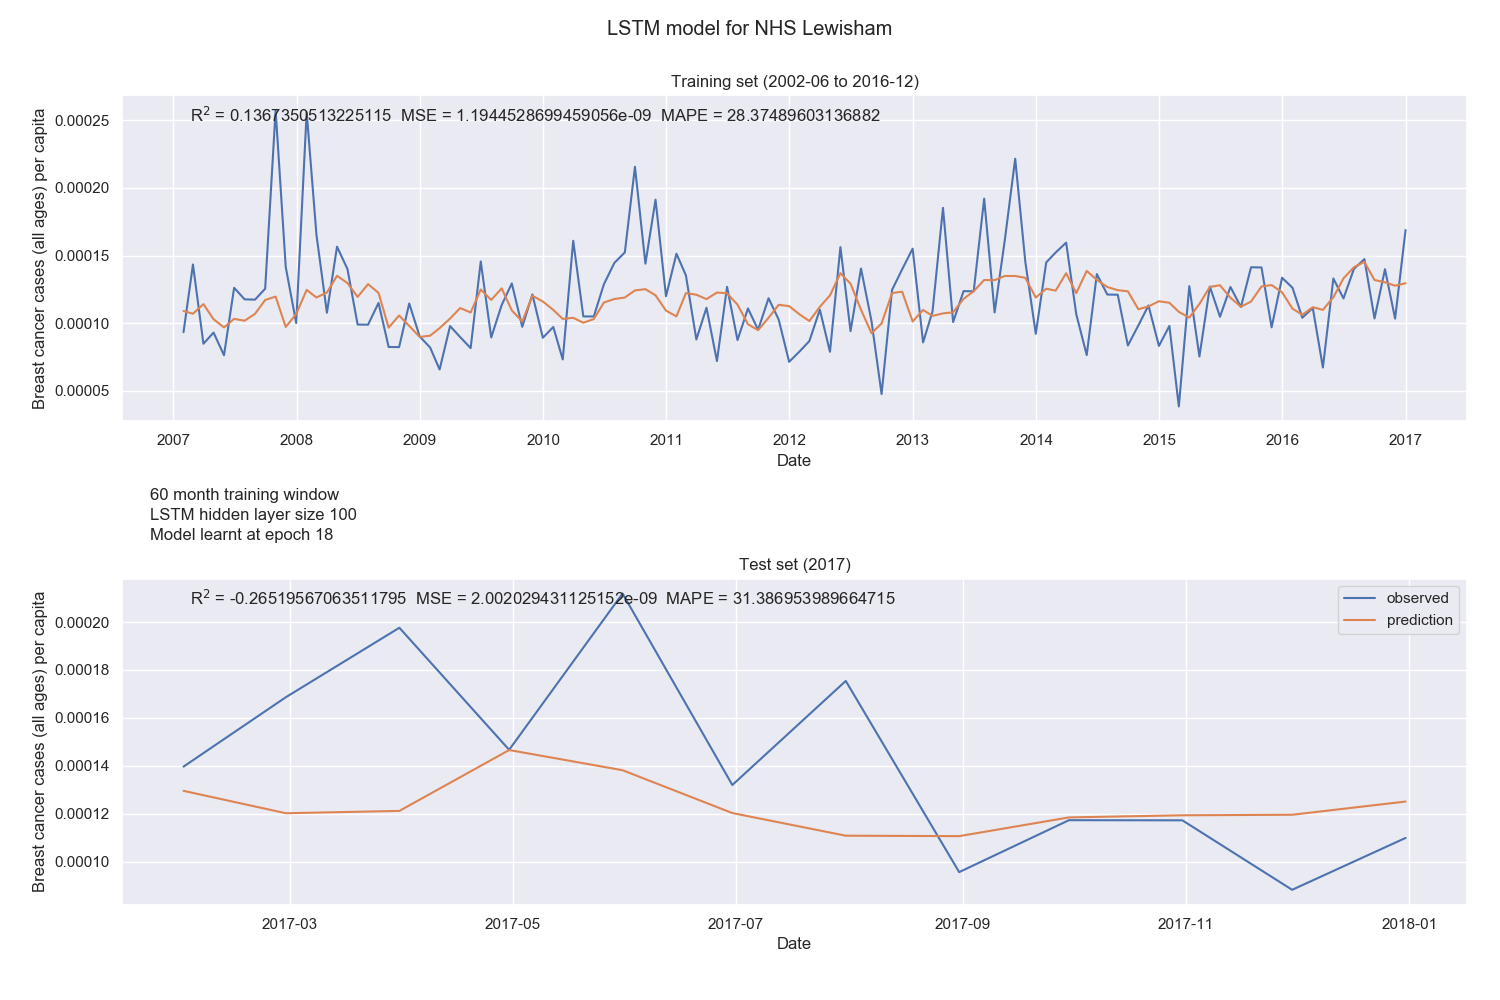 LSTM model for NHS Lewisham
Training set (2002-06 to 2016-12)
R² = 0.1367350513225115 MSE = 1.1944528699459056e-09 MAPE = 28.37489603136882
Breast cancer cases (all ages) per capita
0.00025
0.00020
0.00015
0.00010
0.00005
2007 2008 2009 2010 2011 2012 2013 2014 2015 2016 2017
Date
60 month training window
LSTM hidden layer size 100
Model learnt at epoch 18
Test set (2017)
R² = -0.26519567063511795 MSE = 2.002029431125152e-09 MAPE = 31.386953989664715
observed
prediction
Breast cancer cases (all ages) per capita
0.00020
0.00018
0.00016
0.00014
0.00012
0.00010
2017-03 2017-05 2017-07 2017-09 2017-11 2018-01
Date